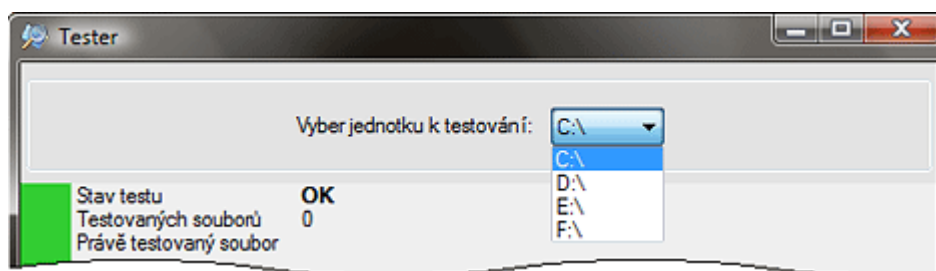 Tester
Vyber jednotku k testování: C:\
C:\
D:\
E:\
F:\
Stav testu OK
Testovaných souborů 0
Právě testovaný soubor